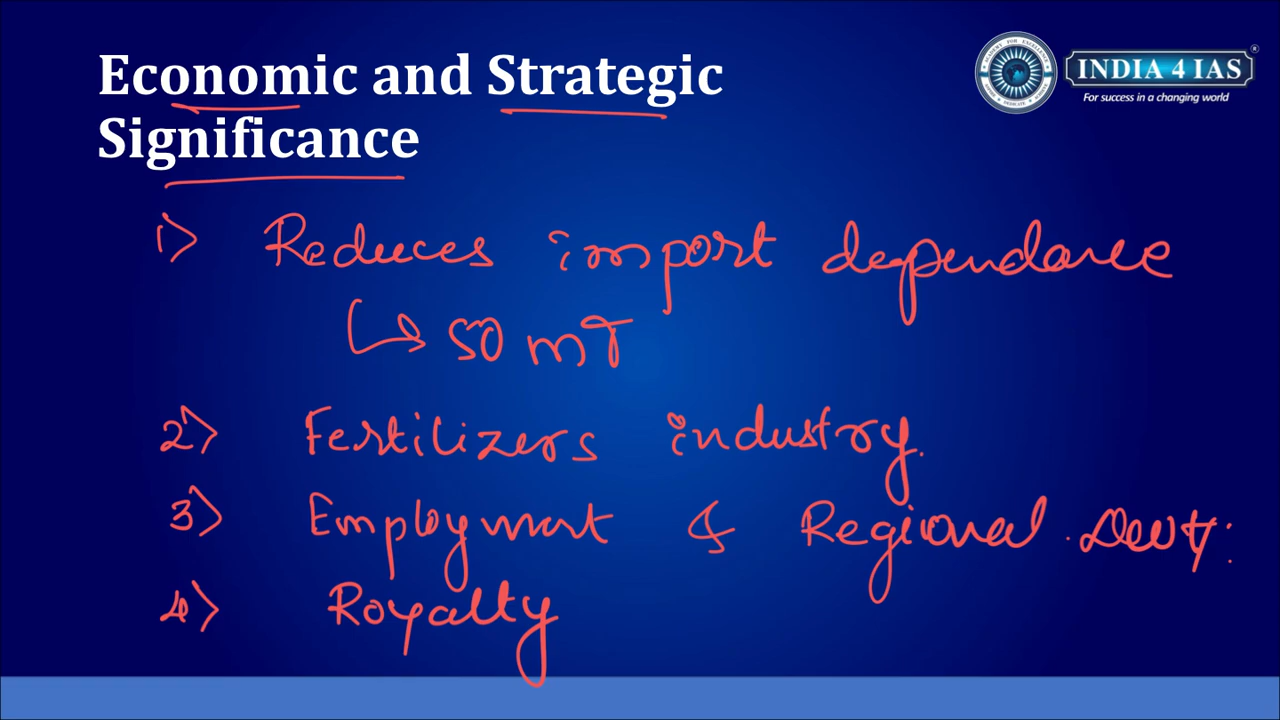 Economic and Strategic
Significance
INDIA 4 IAS
For success in a changing world
1) Reduces import dependance
↳ 50 mT
2) Fertilizers industry.
3) Employment & Regional Devt.
4) Royalty